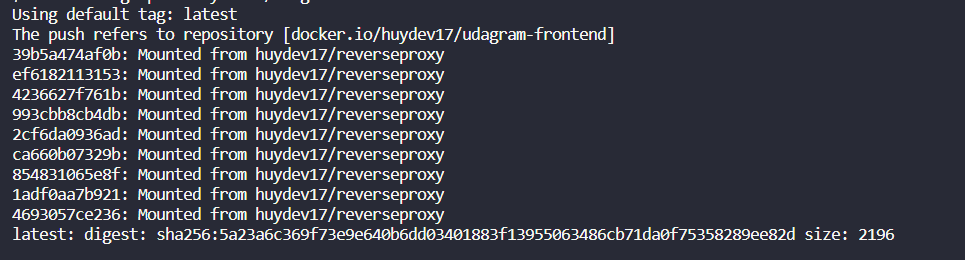 Using default tag: latest
The push refers to repository [docker.io/huydev17/udagram-frontend]
39b5a474af0b: Mounted from huydev17/reverseproxy
ef6182113153: Mounted from huydev17/reverseproxy
4236627f761b: Mounted from huydev17/reverseproxy
993cbb8cb4db: Mounted from huydev17/reverseproxy
2cf6da0936ad: Mounted from huydev17/reverseproxy
ca660b07329b: Mounted from huydev17/reverseproxy
854831065e8f: Mounted from huydev17/reverseproxy
1adf0aa7b921: Mounted from huydev17/reverseproxy
4693057ce236: Mounted from huydev17/reverseproxy
latest: digest: sha256:5a23a6c369f73e9e640b6dd03401883f13955063486cb71da0f75358289ee82d size: 2196